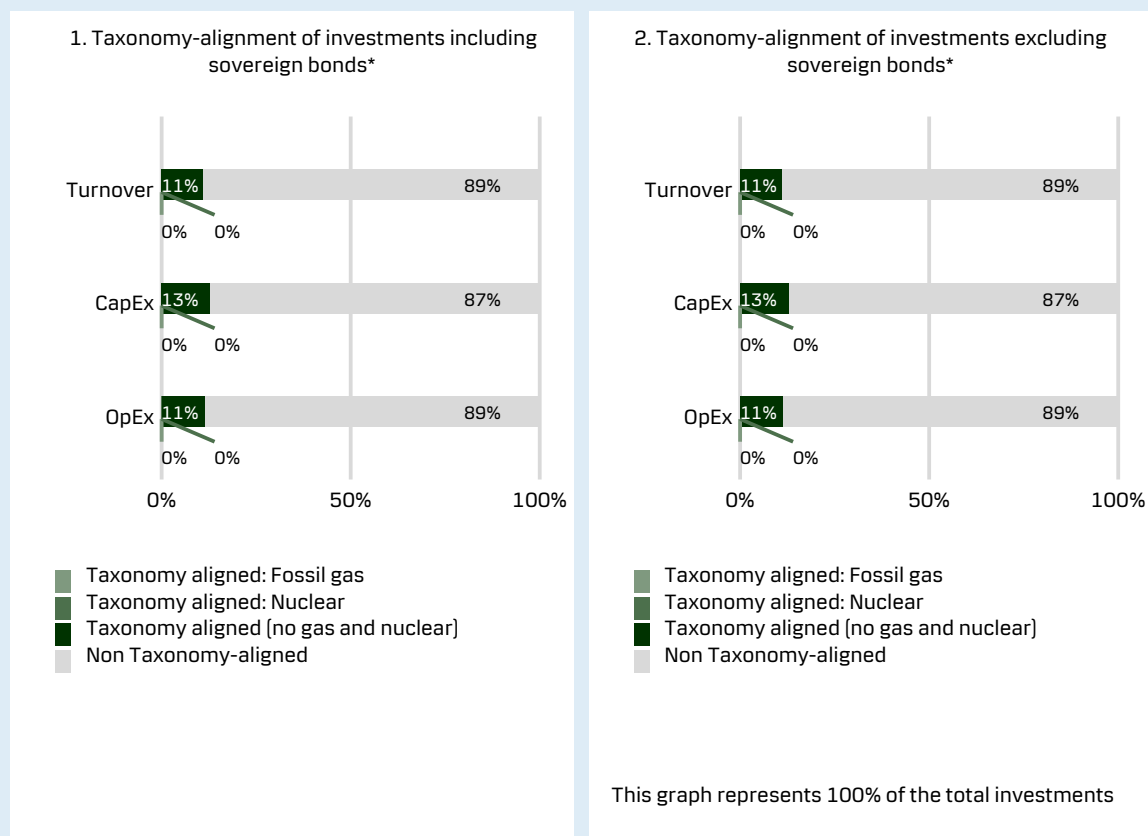 1. Taxonomy-alignment of investments including
sovereign bonds*
Turnover 11% 89%
0% 0%
CapEx 13% 87%
0% 0%
OpEx 11% 89%
0% 0%
0% 50% 100%
Taxonomy aligned: Fossil gas
Taxonomy aligned: Nuclear
Taxonomy aligned (no gas and nuclear)
Non Taxonomy-aligned
2. Taxonomy-alignment of investments excluding
sovereign bonds*
Turnover 11% 89%
0% 0%
CapEx 13% 87%
0% 0%
OpEx 11% 89%
0% 0%
0% 50% 100%
Taxonomy aligned: Fossil gas
Taxonomy aligned: Nuclear
Taxonomy aligned (no gas and nuclear)
Non Taxonomy-aligned
This graph represents 100% of the total investments